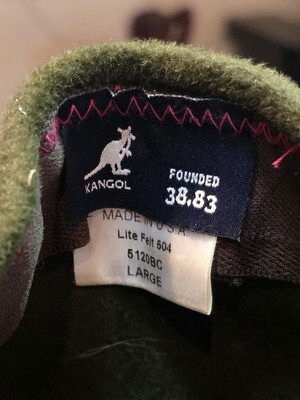 KANGOL
FOUNDED
38.83
MADE IN U.S.A.
Lite Felt 504
5120BC
LARGE